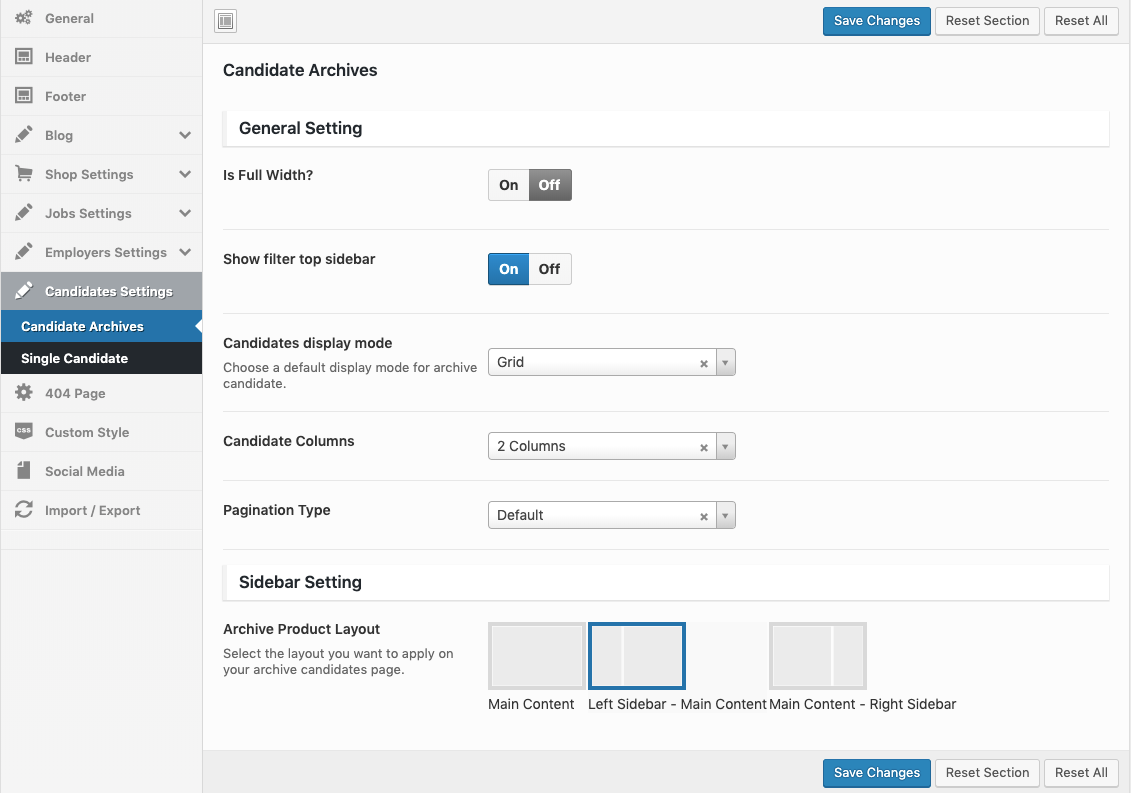 General
Header
Footer
Blog
Shop Settings
Jobs Settings
Employers Settings
Candidates Settings
Candidate Archives
Single Candidate
404 Page
css
Custom Style
Social Media
Import / Export
Save Changes
Reset Section
Reset All
Candidate Archives
General Setting
Is Full Width?
On Off
Show filter top sidebar
On Off
Candidates display mode
Choose a default display mode for archive
candidate.
Grid
Candidate Columns
2 Columns
Pagination Type
Default
Sidebar Setting
Archive Product Layout
Select the layout you want to apply on
your archive candidates page.
Main Content
Left Sidebar - Main Content
Main Content - Right Sidebar
Save Changes
Reset Section
Reset All